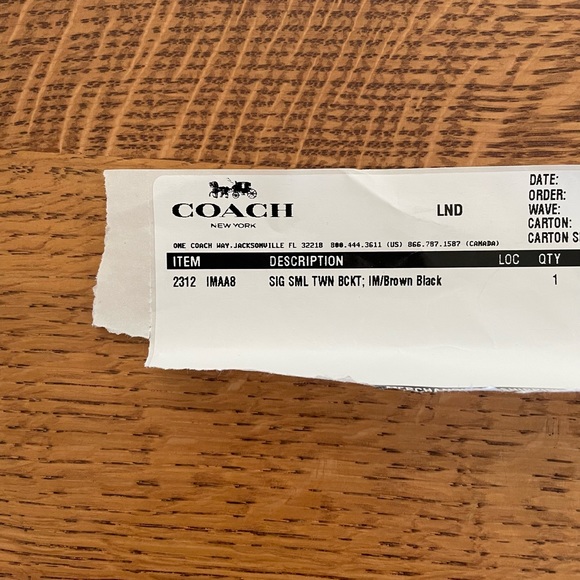 COACH
NEW YORK
LND
DATE:
ORDER:
WAVE:
CARTON:
CARTON
ONE COACH WAY.JACKSONVILLE FL 32218 800.444.3611 (US) 866.787.1587 (CANADA)
ITEM DESCRIPTION LOC QTY
2312 IMAA8 SIG SML TWN BCKT; IM/Brown Black 1